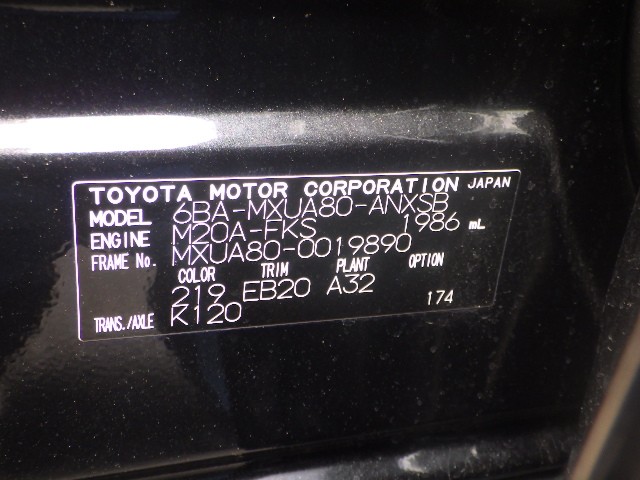 TOYOTA MOTOR CORPORATION JAPAN
MODEL 6BA-MXUA80-ANXSB
ENGINE M20A-FKS 1986 mL
FRAME No. MXUA80-0019890
COLOR TRIM PLANT OPTION
219 EB20 A32
TRANS./AXLE K120 174